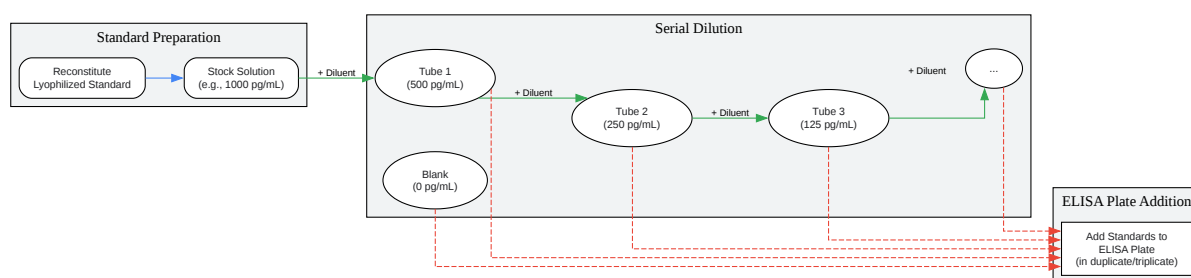 Standard Preparation
Reconstitute
Lyophilized Standard
Stock Solution
(e.g., 1000 pg/mL)
+ Diluent
Serial Dilution
Tube 1
(500 pg/mL)
+ Diluent
Tube 2
(250 pg/mL)
+ Diluent
Tube 3
(125 pg/mL)
+ Diluent
...
Blank
(0 pg/mL)
ELISA Plate Addition
Add Standards to
ELISA Plate
(in duplicate/triplicate)